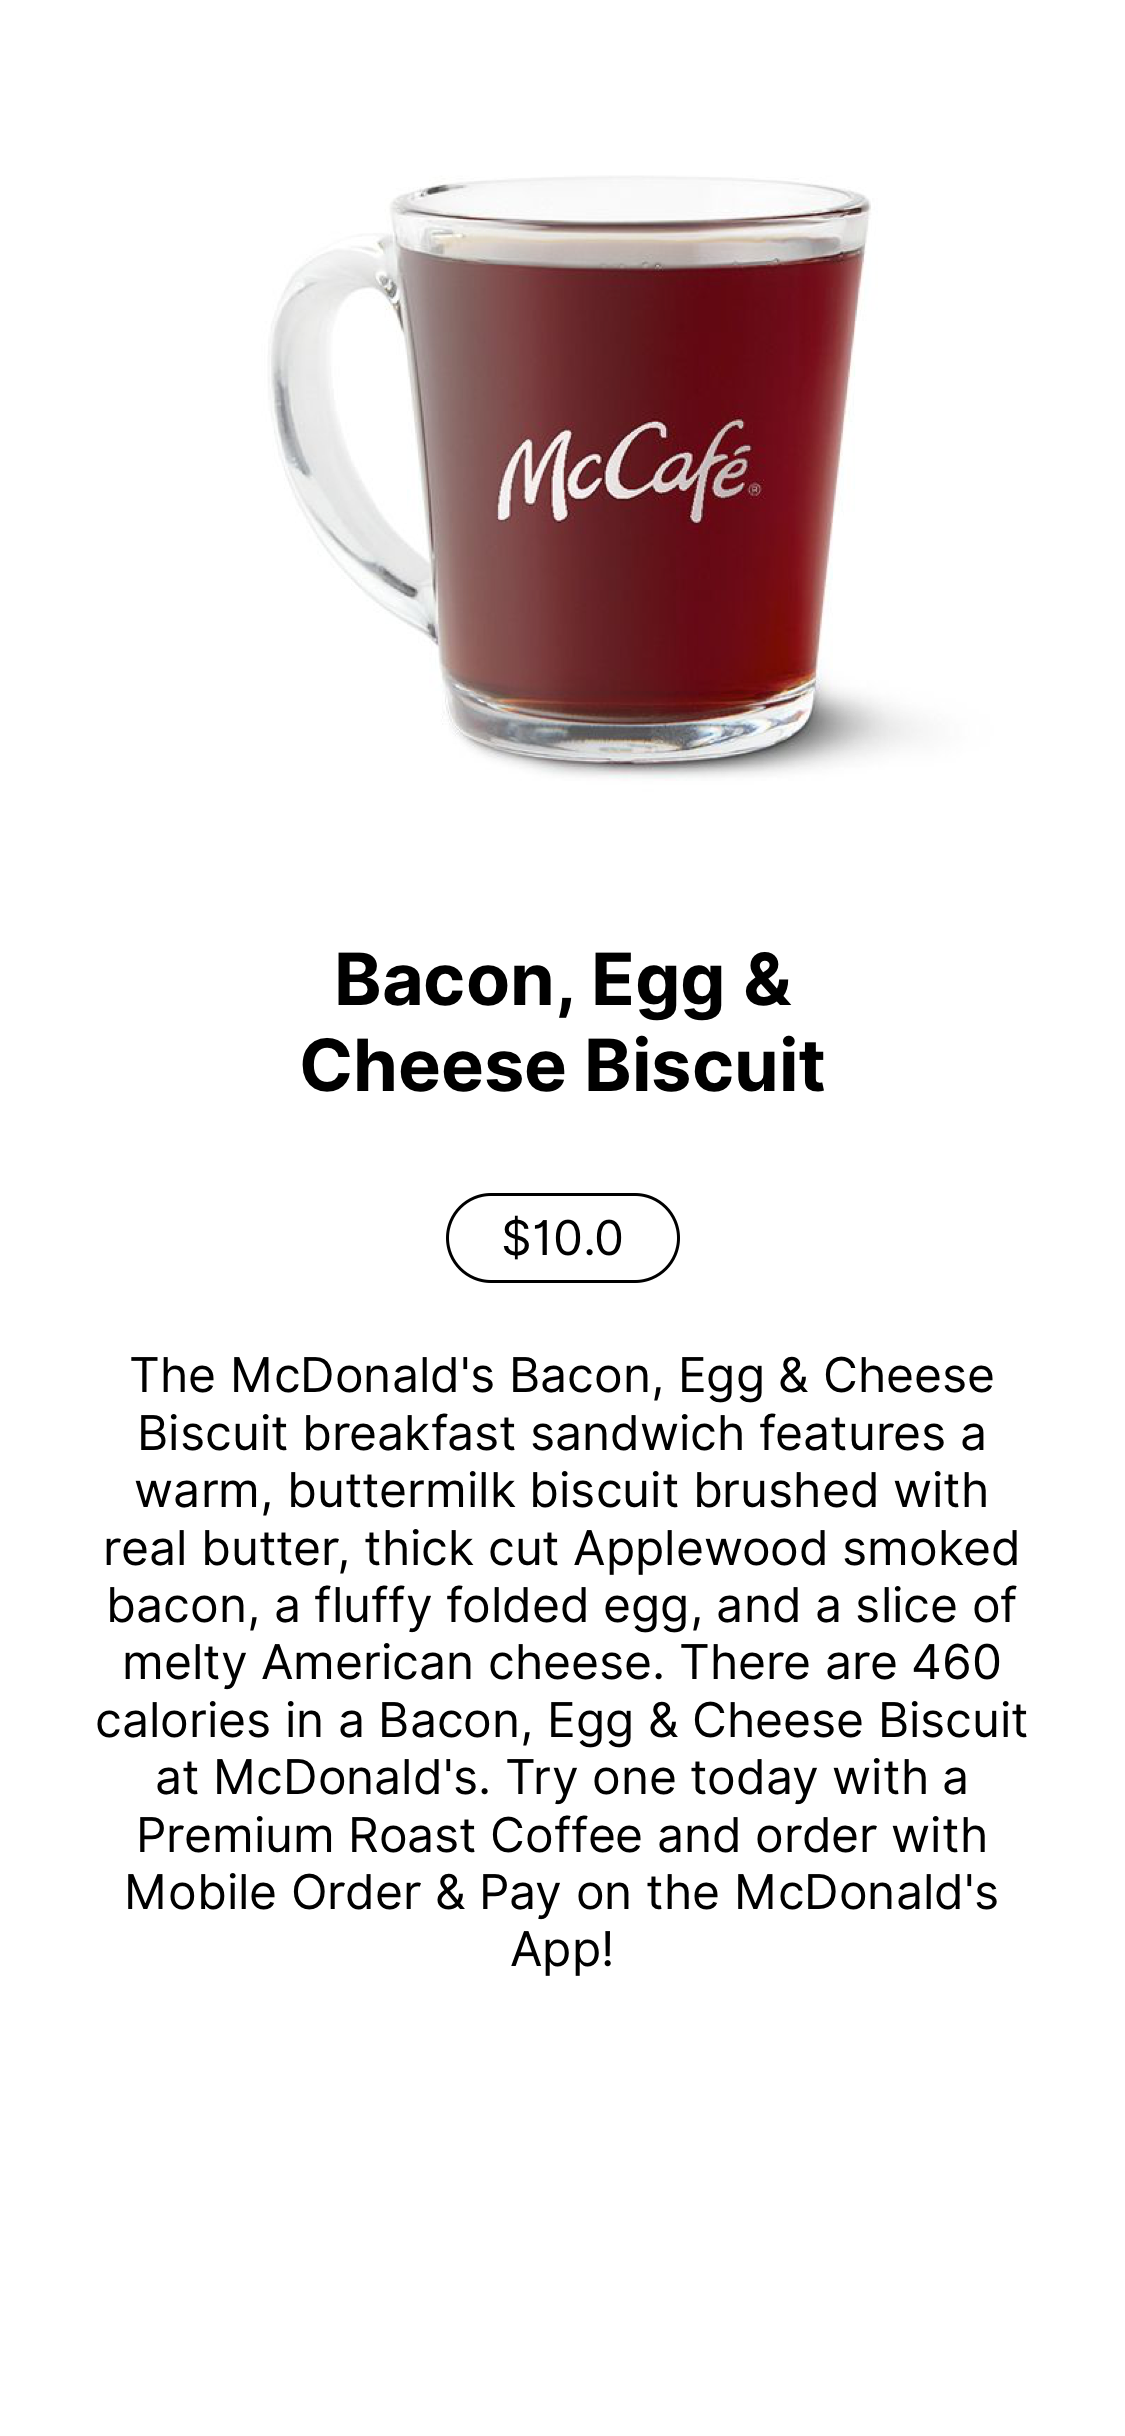 McCafé®
Bacon, Egg &
Cheese Biscuit
$10.0
The McDonald's Bacon, Egg & Cheese
Biscuit breakfast sandwich features a
warm, buttermilk biscuit brushed with
real butter, thick cut Applewood smoked
bacon, a fluffy folded egg, and a slice of
melty American cheese. There are 460
calories in a Bacon, Egg & Cheese Biscuit
at McDonald's. Try one today with a
Premium Roast Coffee and order with
Mobile Order & Pay on the McDonald's
App!